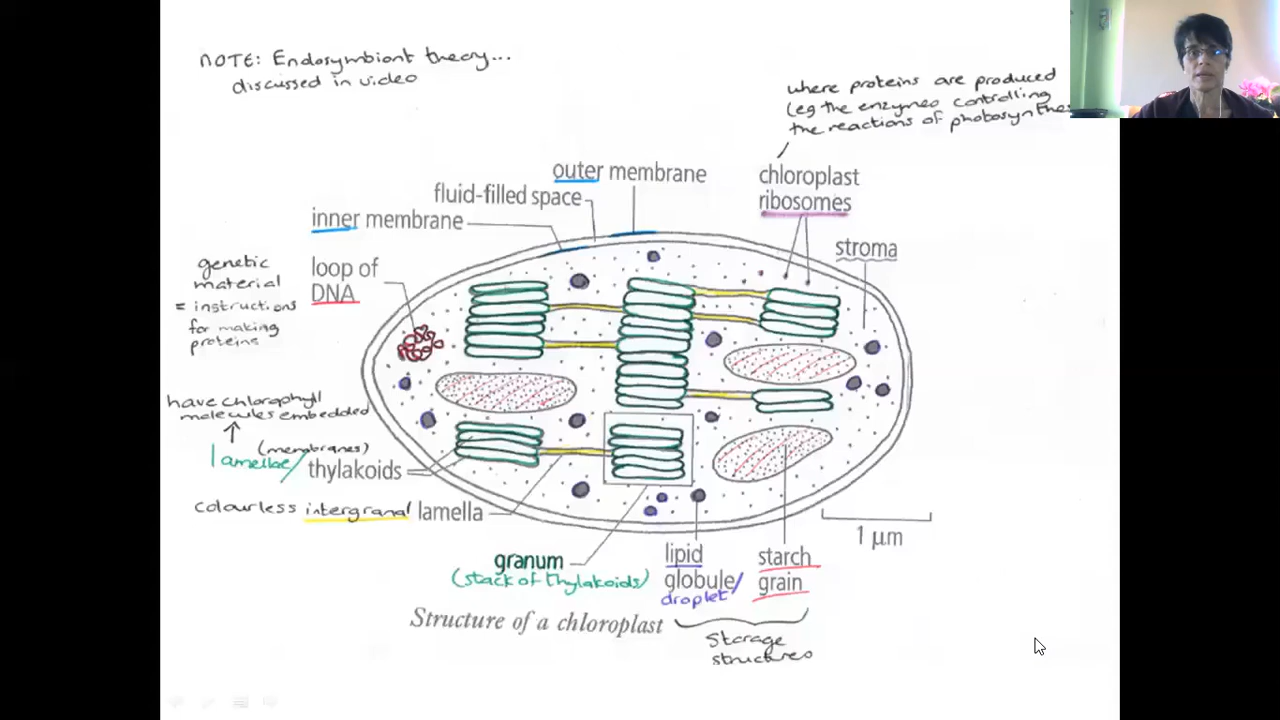 NOTE: Endosymbiont theory...
discussed in video
where proteins are produced
(eg the enzymes controlling
the reactions of photosynthes
outer membrane
fluid-filled space
inner membrane
chloroplast
ribosomes
stroma
genetic
material
= instructions
for making
proteins
loop of
DNA
have chlorophyll
molecules embedded
(membranes)
lamellae/ thylakoids
colourless intergranal lamella
granum
(stack of thylakoids)
lipid
globule/
droplet
starch
grain
1 μm
Structure of a chloroplast
Storage
structures